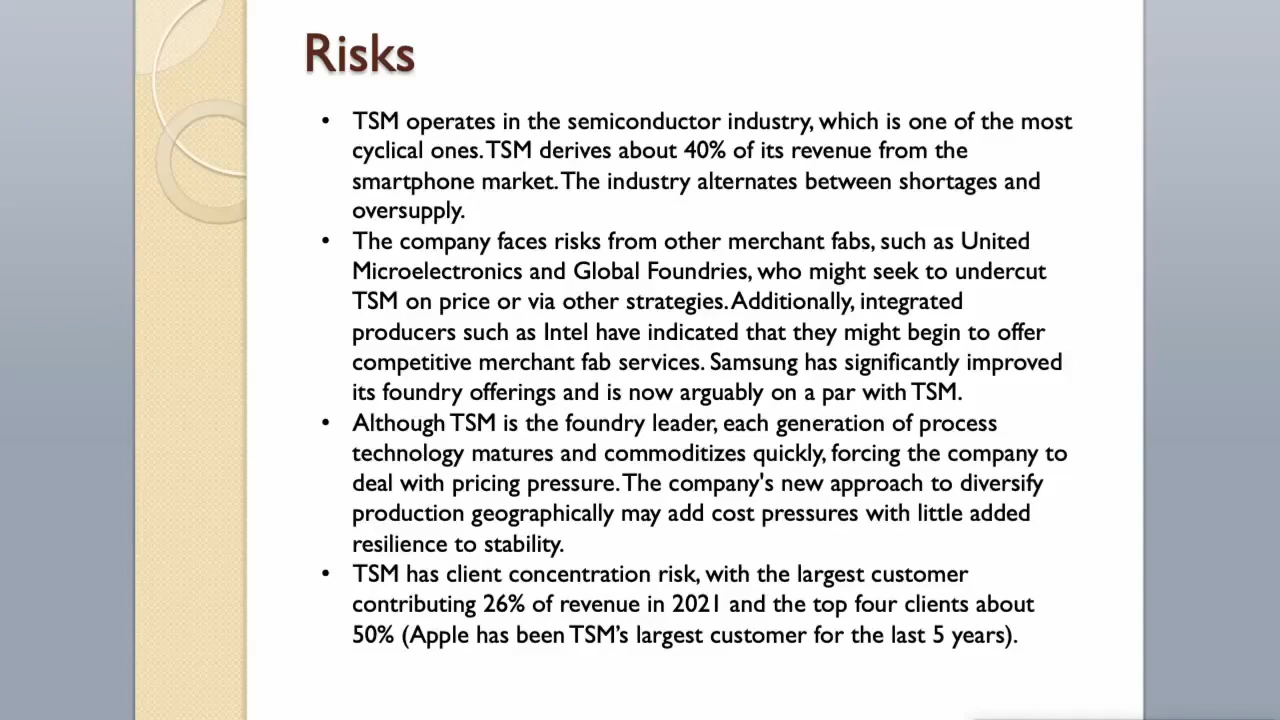 Risks
• TSM operates in the semiconductor industry, which is one of the most
cyclical ones. TSM derives about 40% of its revenue from the
smartphone market. The industry alternates between shortages and
oversupply.
• The company faces risks from other merchant fabs, such as United
Microelectronics and Global Foundries, who might seek to undercut
TSM on price or via other strategies. Additionally, integrated
producers such as Intel have indicated that they might begin to offer
competitive merchant fab services. Samsung has significantly improved
its foundry offerings and is now arguably on a par with TSM.
• Although TSM is the foundry leader, each generation of process
technology matures and commoditizes quickly, forcing the company to
deal with pricing pressure. The company's new approach to diversify
production geographically may add cost pressures with little added
resilience to stability.
• TSM has client concentration risk, with the largest customer
contributing 26% of revenue in 2021 and the top four clients about
50% (Apple has been TSM’s largest customer for the last 5 years).